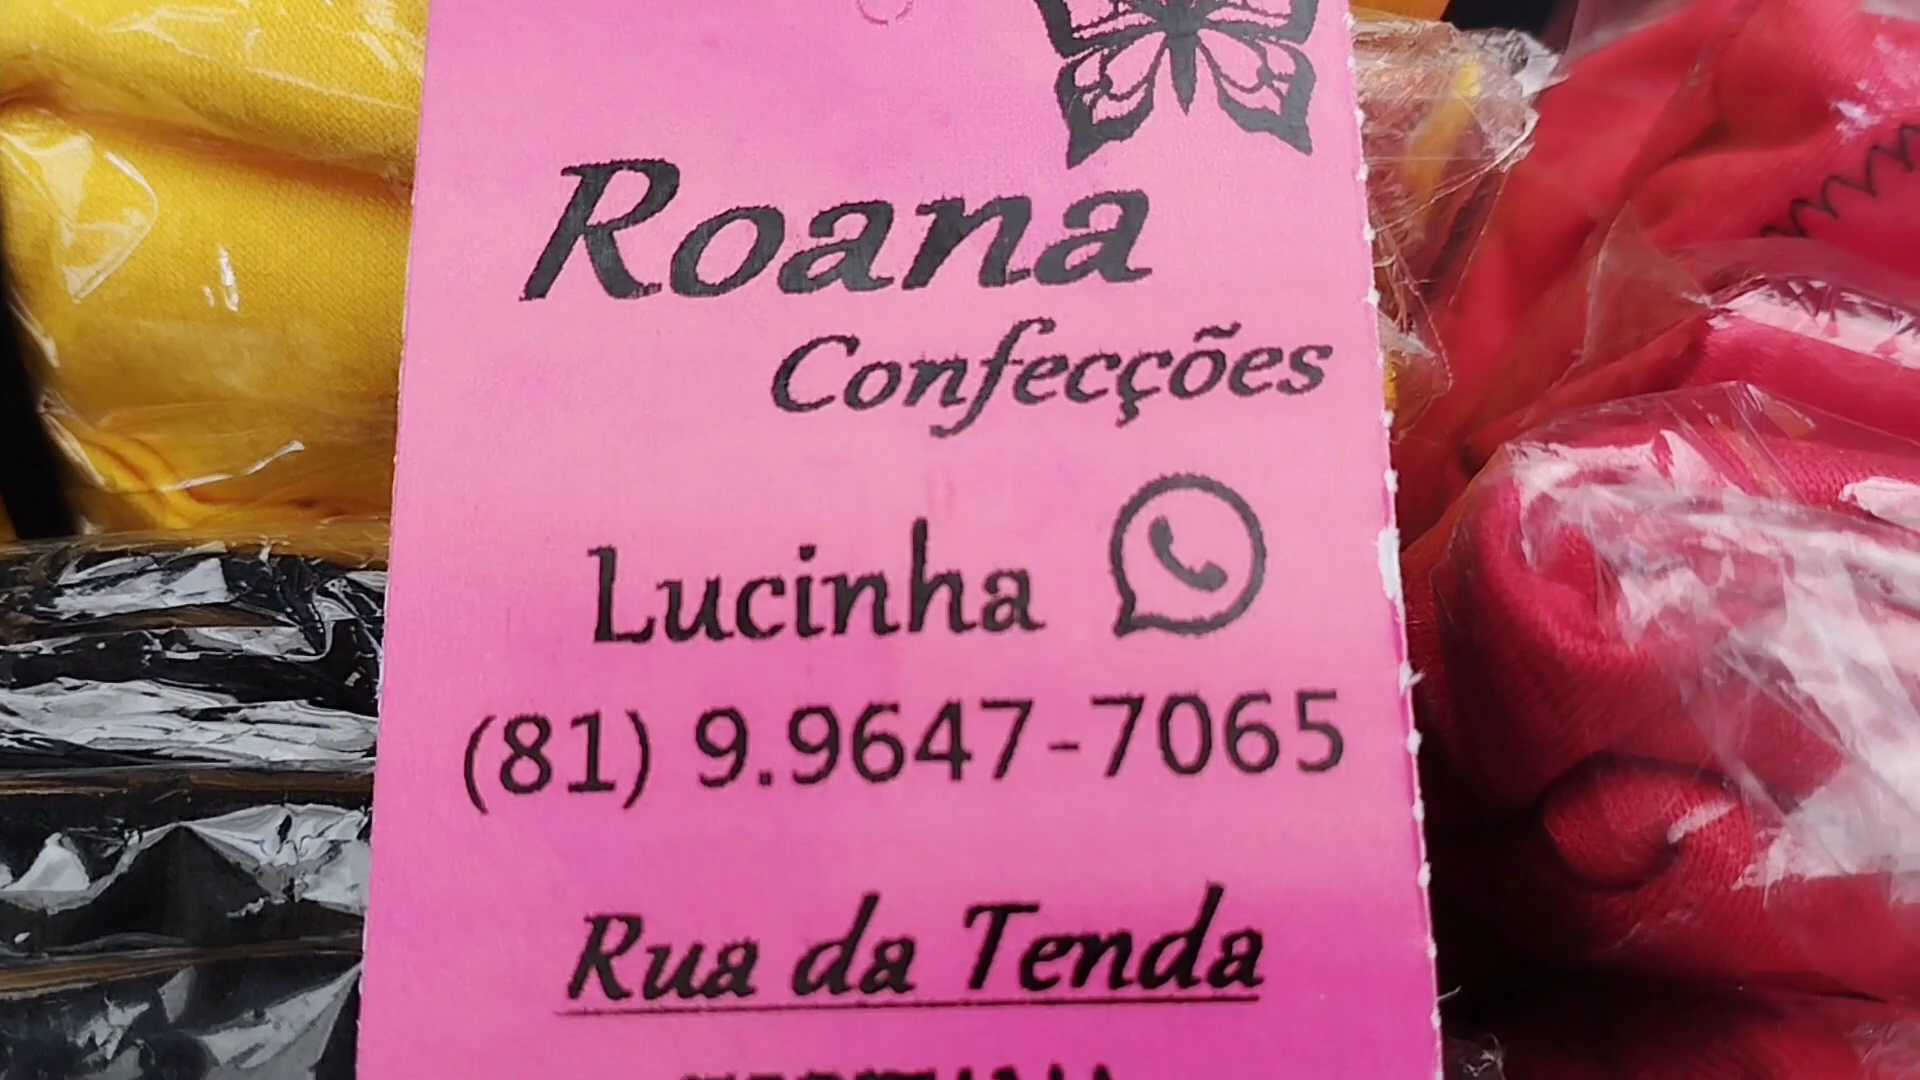 Roana
Confecções
Lucinha
(81) 9.9647-7065
Rua da Tenda